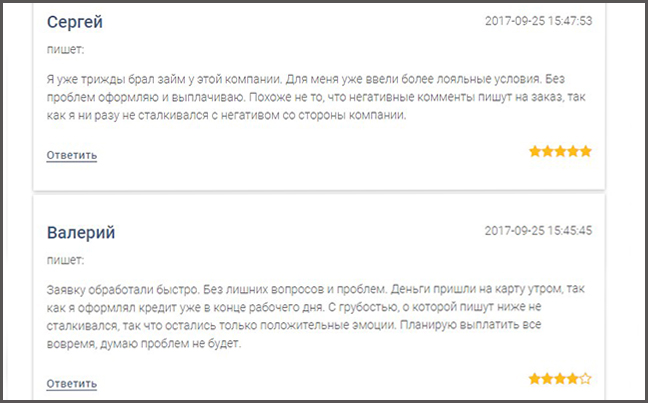 Сергей 2017-09-25 15:47:53
пишет:
Я уже трижды брал займ у этой компании. Для меня уже ввели более лояльные условия. Без
проблем оформляю и выплачиваю. Похоже не то, что негативные комменты пишут на заказ, так
как я ни разу не сталкивался с негативом со стороны компании.
Ответить
Валерий 2017-09-25 15:45:45
пишет:
Заявку обработали быстро. Без лишних вопросов и проблем. Деньги пришли на карту утром, так
как я оформлял кредит уже в конце рабочего дня. С грубостью, о которой пишут ниже не
сталкивался, так что остались только положительные эмоции. Планирую выплатить все
вовремя, думаю проблем не будет.
Ответить